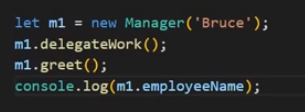 let m1 = new Manager('Bruce');
m1.delegateWork();
m1.greet();
console.log(m1.employeeName);